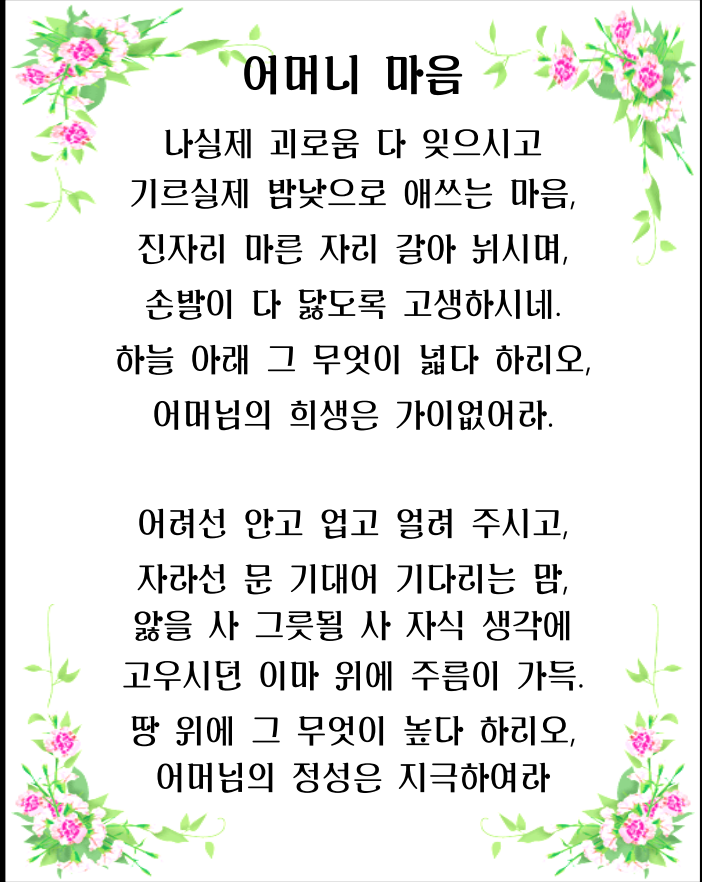 어머니 마음
나실제 괴로움 다 잊으시고
기르실제 밤낮으로 애쓰는 마음,
진자리 마른 자리 갈아 뉘시며,
손발이 다 닳도록 고생하시네.
하늘 아래 그 무엇이 넓다 하리오,
어머님의 희생은 가이없어라.
어려선 안고 업고 얼려 주시고,
자라선 문 기대어 기다리는 맘,
앓을 사 그릇될 사 자식 생각에
고우시던 이마 위에 주름이 가득.
땅 위에 그 무엇이 높다 하리오,
어머님의 정성은 지극하여라